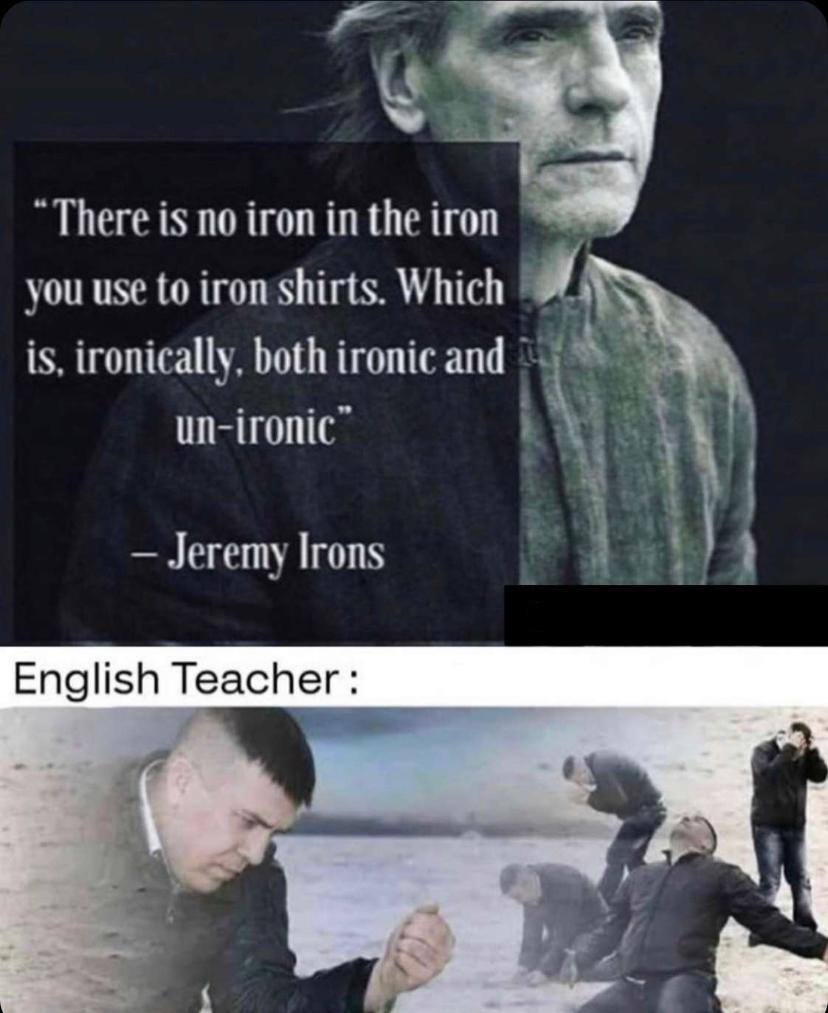 “There is no iron in the iron
you use to iron shirts. Which
is, ironically, both ironic and
un-ironic”
– Jeremy Irons
English Teacher :